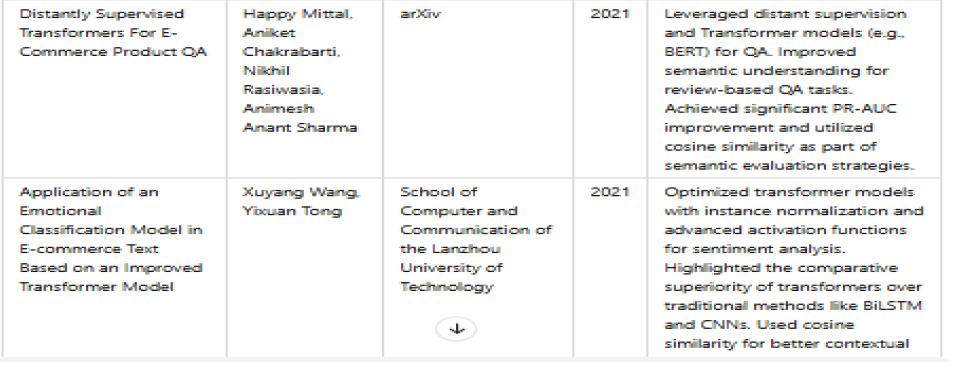 Distantly Supervised
Transformers For E-
Commerce Product QA
Happy Mittal,
Aniket
Chakrabarti,
Nikhil
Rasiwasia,
Animesh
Anant Sharma
arXiv
2021
Leveraged distant supervision
and Transformer models (e.g.,
BERT) for QA. Improved
semantic understanding for
review-based QA tasks.
Achieved significant PR-AUC
improvement and utilized
cosine similarity as part of
semantic evaluation strategies.
Application of an
Emotional
Classification Model in
E-commerce Text
Based on an Improved
Transformer Model
Xuyang Wang,
Yixuan Tong
School of
Computer and
Communication of
the Lanzhou
University of
Technology
2021
Optimized transformer models
with instance normalization and
advanced activation functions
for sentiment analysis.
Highlighted the comparative
superiority of transformers over
traditional methods like BiLSTM
and CNNs. Used cosine
similarity for better contextual